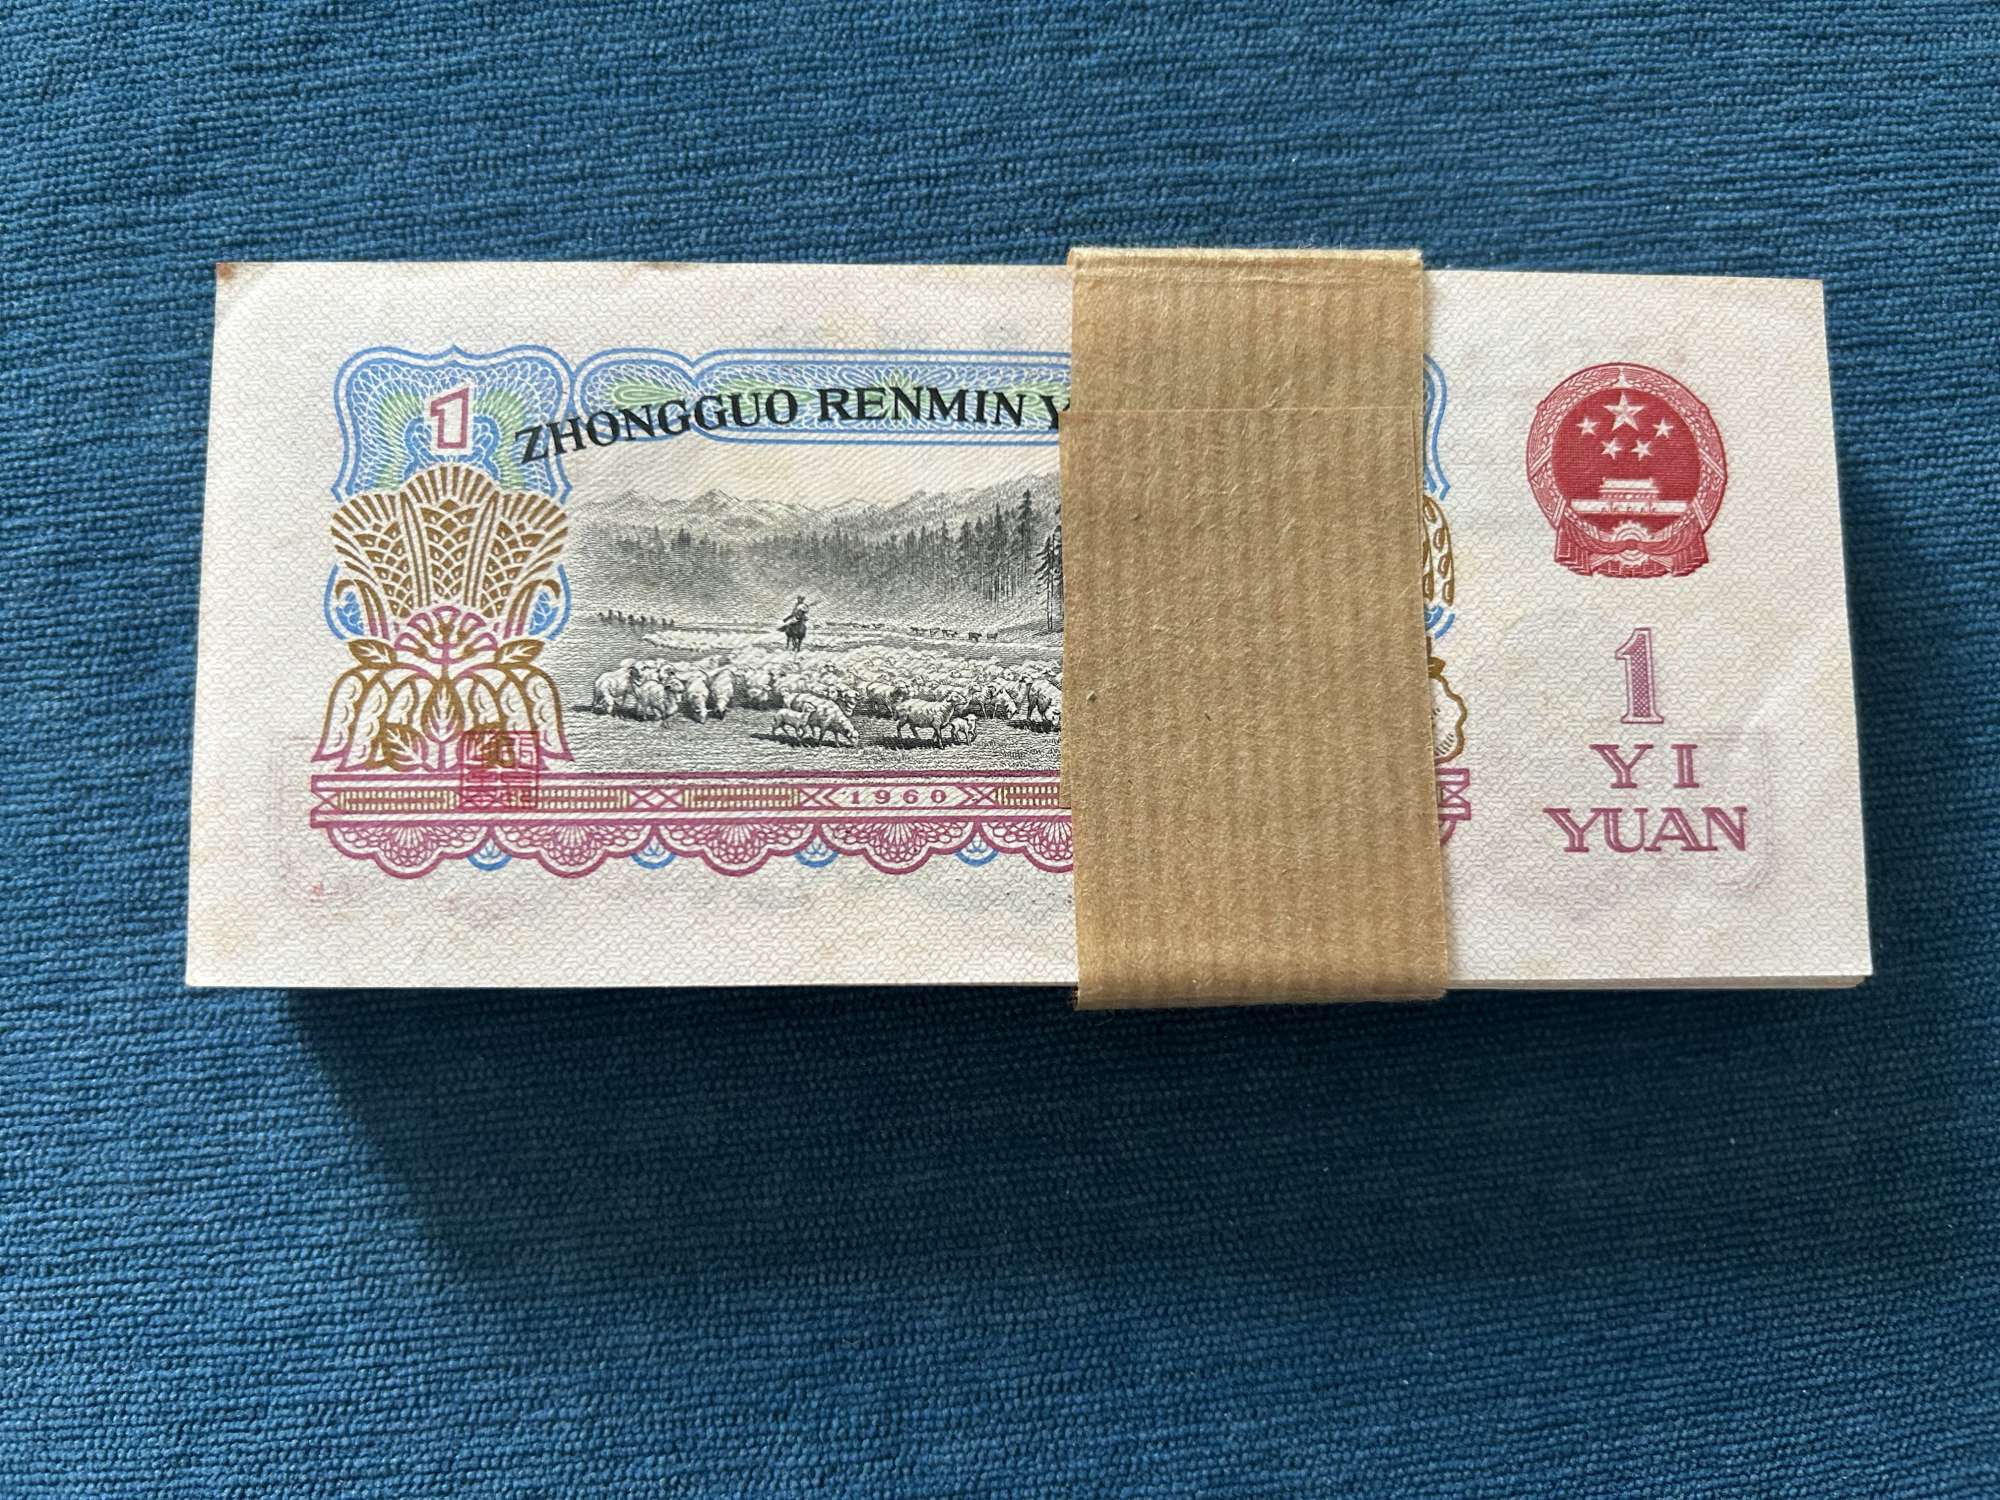 1
ZHONGGUO RENMIN Y
1960
1
YI
YUAN